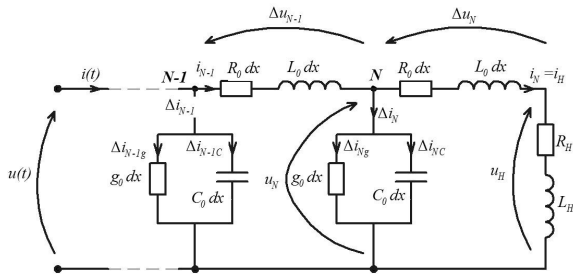 Δu_{N-1}
Δu_N
i(t)
N-1
i_{N-1}
R_0 dx
L_0 dx
N
R_0 dx
L_0 dx
i_N = i_H
Δi_{N-1}
Δi_N
Δi_{N-1g}
Δi_{N-1C}
Δi_{Ng}
Δi_{NC}
R_H
u(t)
g_0 dx
C_0 dx
u_N
g_0 dx
C_0 dx
u_H
L_H